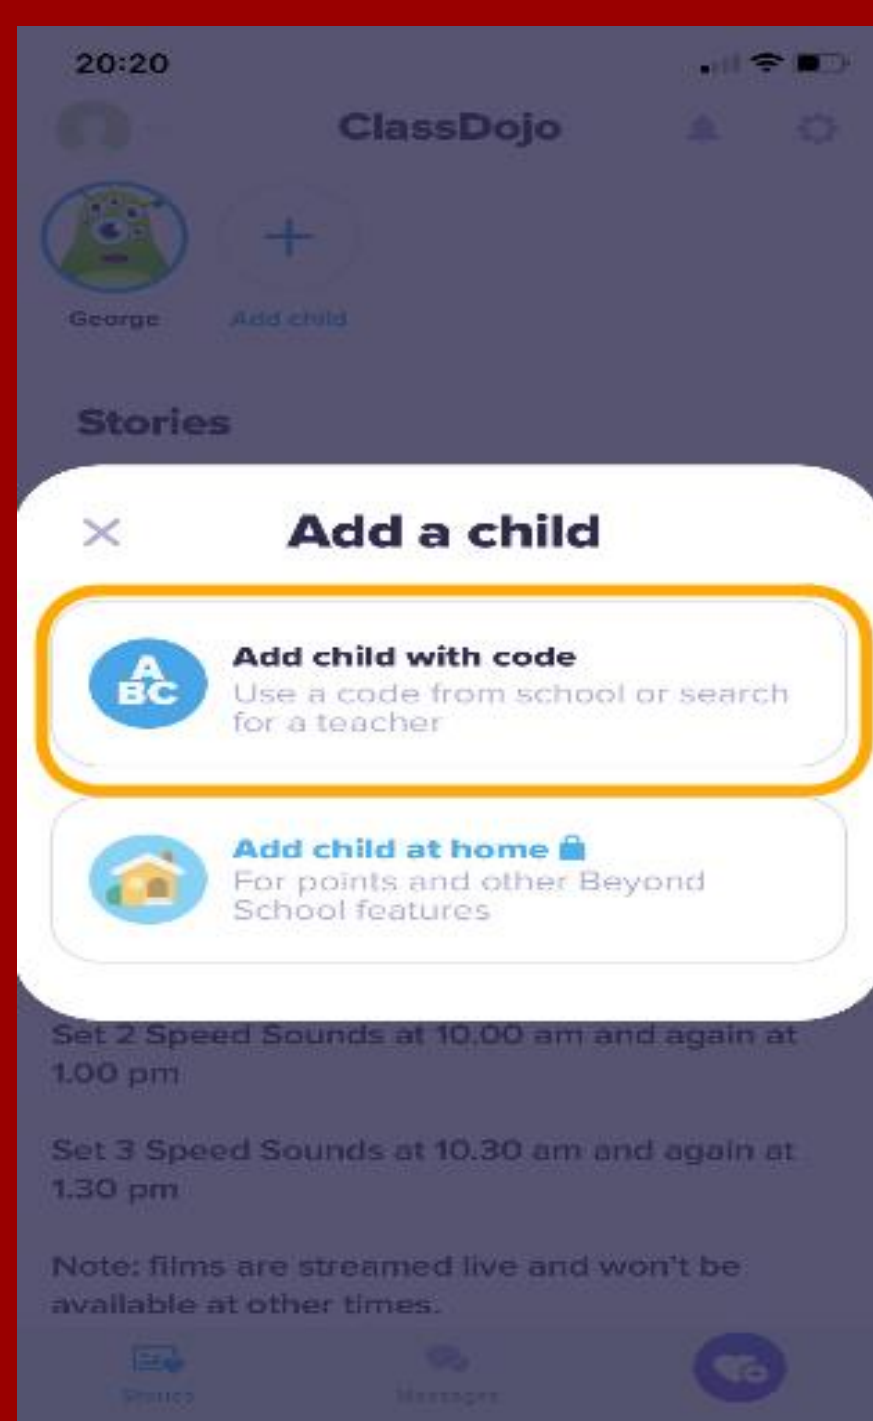 20:20
ClassDojo
George
Add child
Stories
Add a child
A
BC
Add child with code
Use a code from school or search
for a teacher
Add child at home
For points and other Beyond
School features
Set 2 Speed Sounds at 10.00 am and again at
1.00 pm
Set 3 Speed Sounds at 10.30 am and again at
1.30 pm
Note: films are streamed live and won't be
available at other times.
Stories
Messages